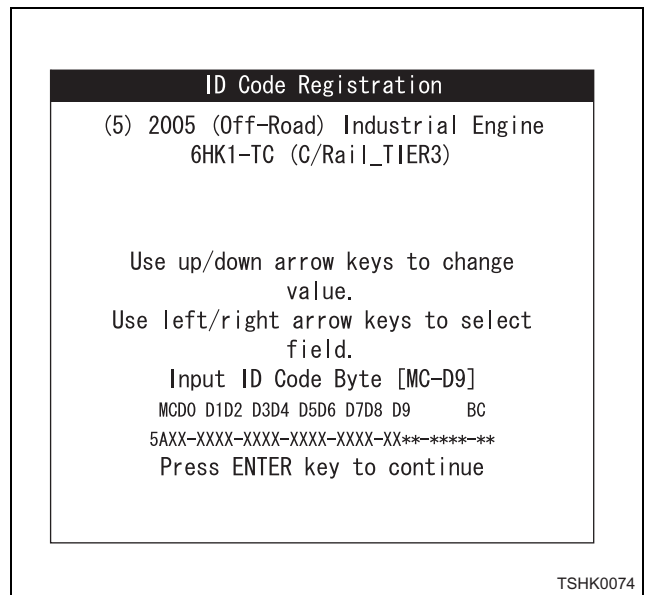 ID Code Registration
(5) 2005 (Off-Road) Industrial Engine
6HK1-TC (C/Rail_TIER3)
Use up/down arrow keys to change
value.
Use left/right arrow keys to select
field.
Input ID Code Byte [MC-D9]
MCD0 D1D2 D3D4 D5D6 D7D8 D9 BC
5AXX-XXXX-XXXX-XXXX-XXXX-XX**-****-**
Press ENTER key to continue
TSHK0074